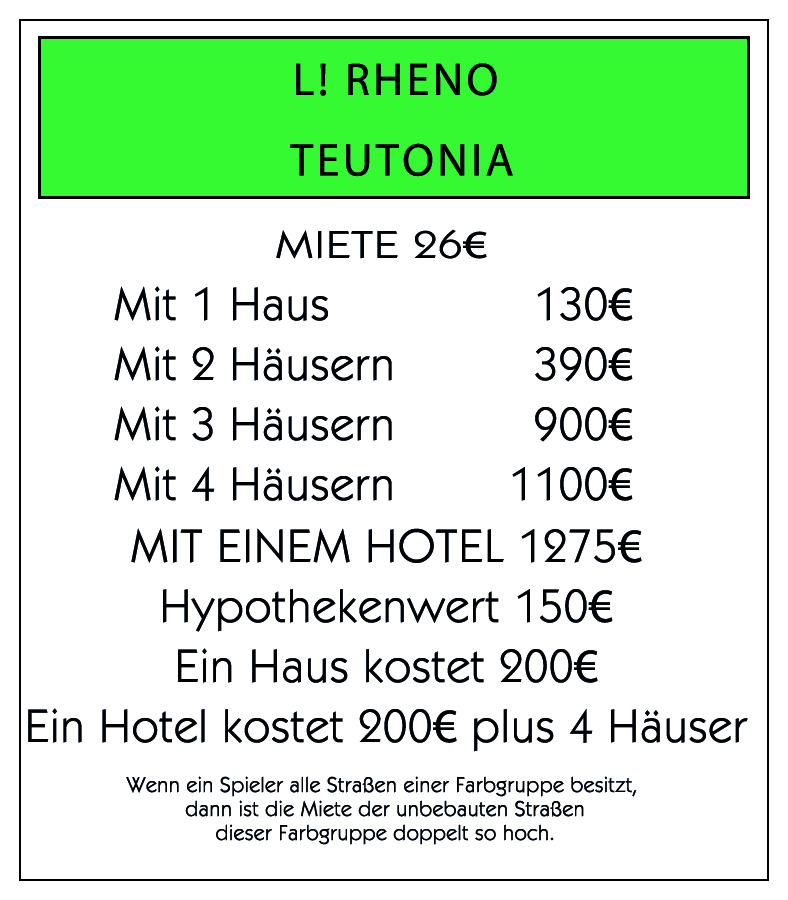 L! RHENO
TEUTONIA
MIETE 26€
Mit 1 Haus 130€
Mit 2 Häusern 390€
Mit 3 Häusern 900€
Mit 4 Häusern 1100€
MIT EINEM HOTEL 1275€
Hypothekenwert 150€
Ein Haus kostet 200€
Ein Hotel kostet 200€ plus 4 Häuser
Wenn ein Spieler alle Straßen einer Farbgruppe besitzt,
dann ist die Miete der unbebauten Straßen
dieser Farbgruppe doppelt so hoch.